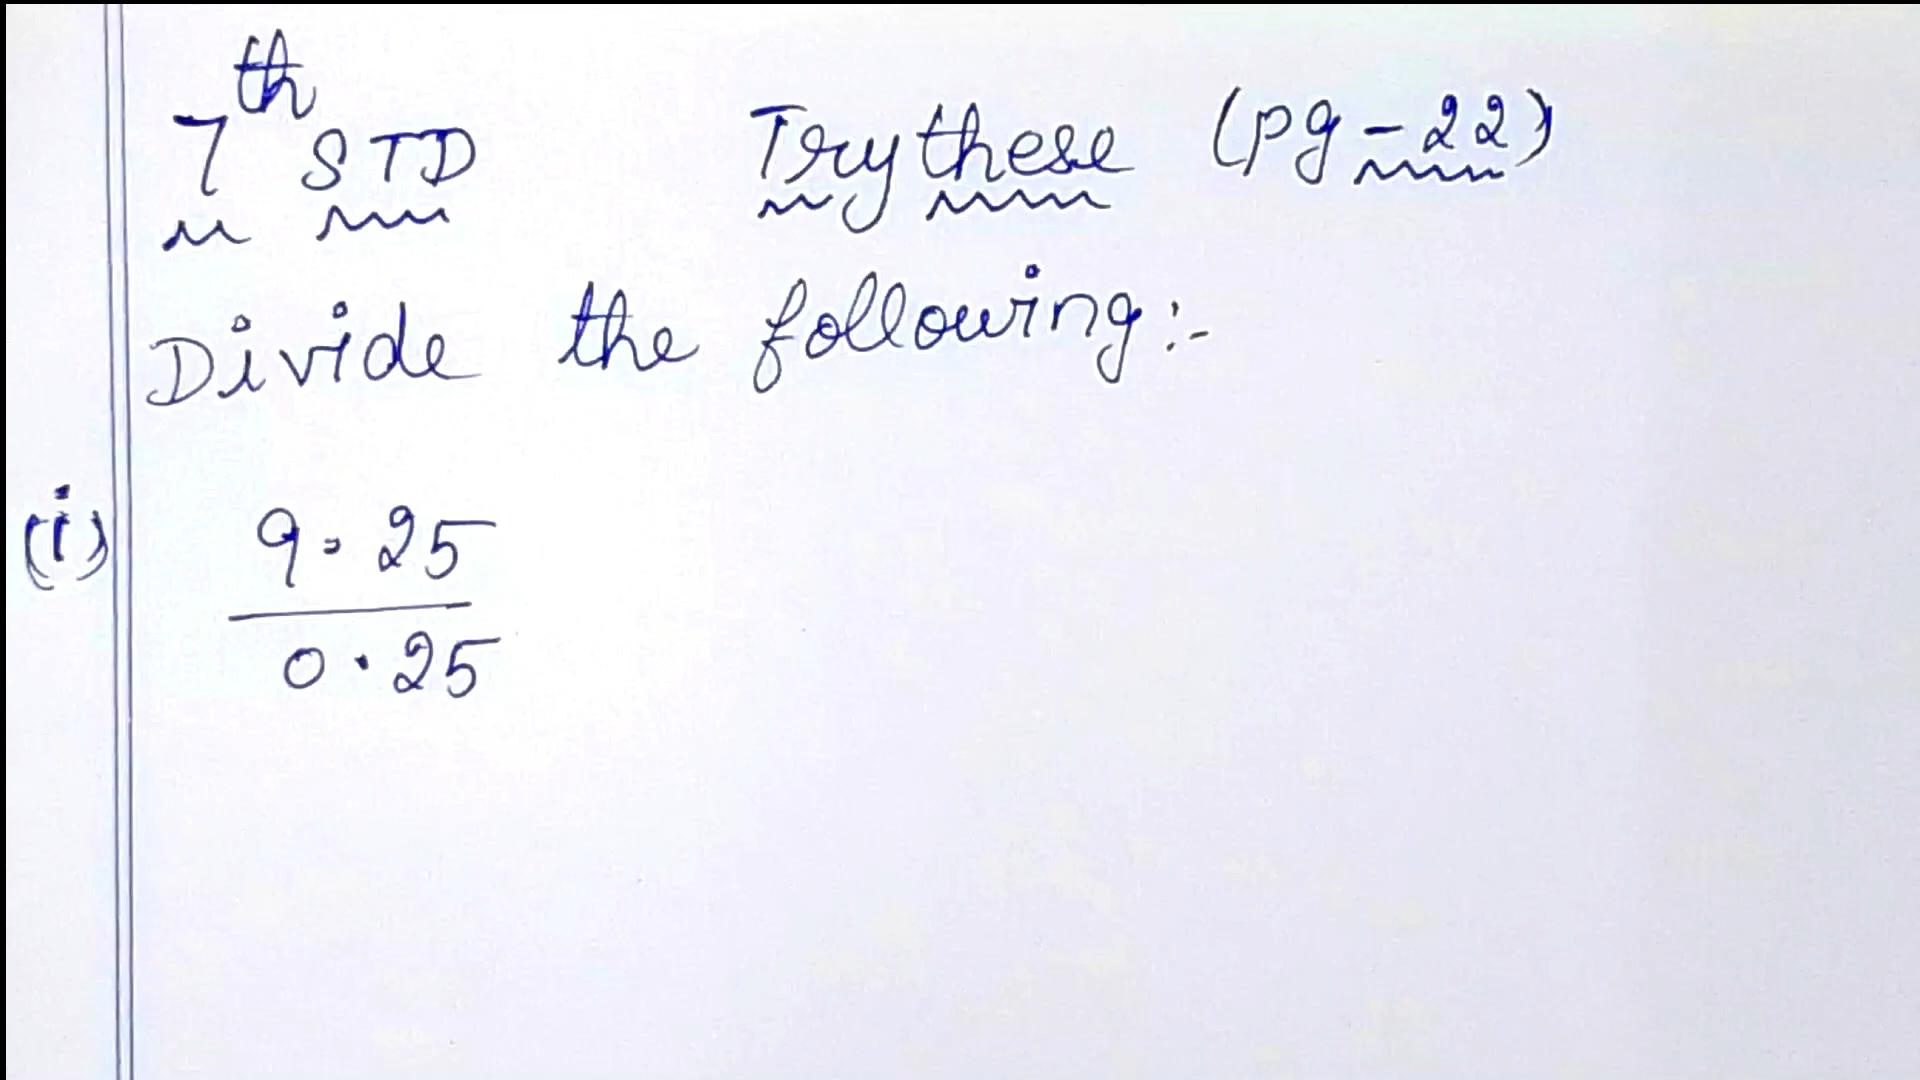 7th STD Try these (pg-22)
Divide the following:-
(i) 9.25
0.25